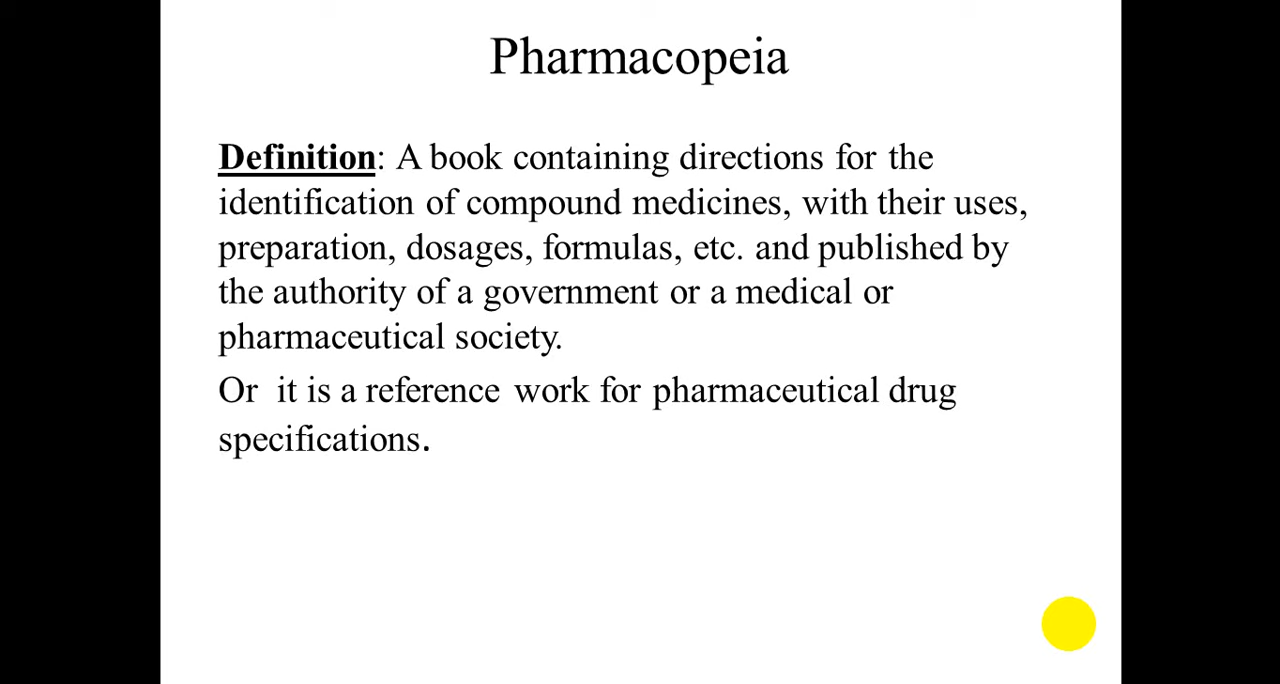 Pharmacopeia
Definition: A book containing directions for the
identification of compound medicines, with their uses,
preparation, dosages, formulas, etc. and published by
the authority of a government or a medical or
pharmaceutical society.
Or it is a reference work for pharmaceutical drug
specifications.